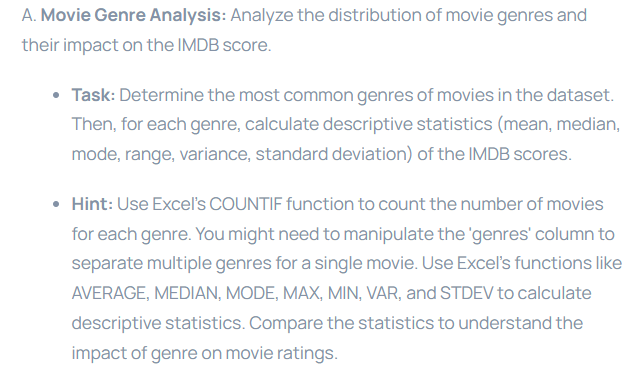 A. Movie Genre Analysis: Analyze the distribution of movie genres and
their impact on the IMDB score.
• Task: Determine the most common genres of movies in the dataset.
Then, for each genre, calculate descriptive statistics (mean, median,
mode, range, variance, standard deviation) of the IMDB scores.
• Hint: Use Excel's COUNTIF function to count the number of movies
for each genre. You might need to manipulate the 'genres' column to
separate multiple genres for a single movie. Use Excel's functions like
AVERAGE, MEDIAN, MODE, MAX, MIN, VAR, and STDEV to calculate
descriptive statistics. Compare the statistics to understand the
impact of genre on movie ratings.